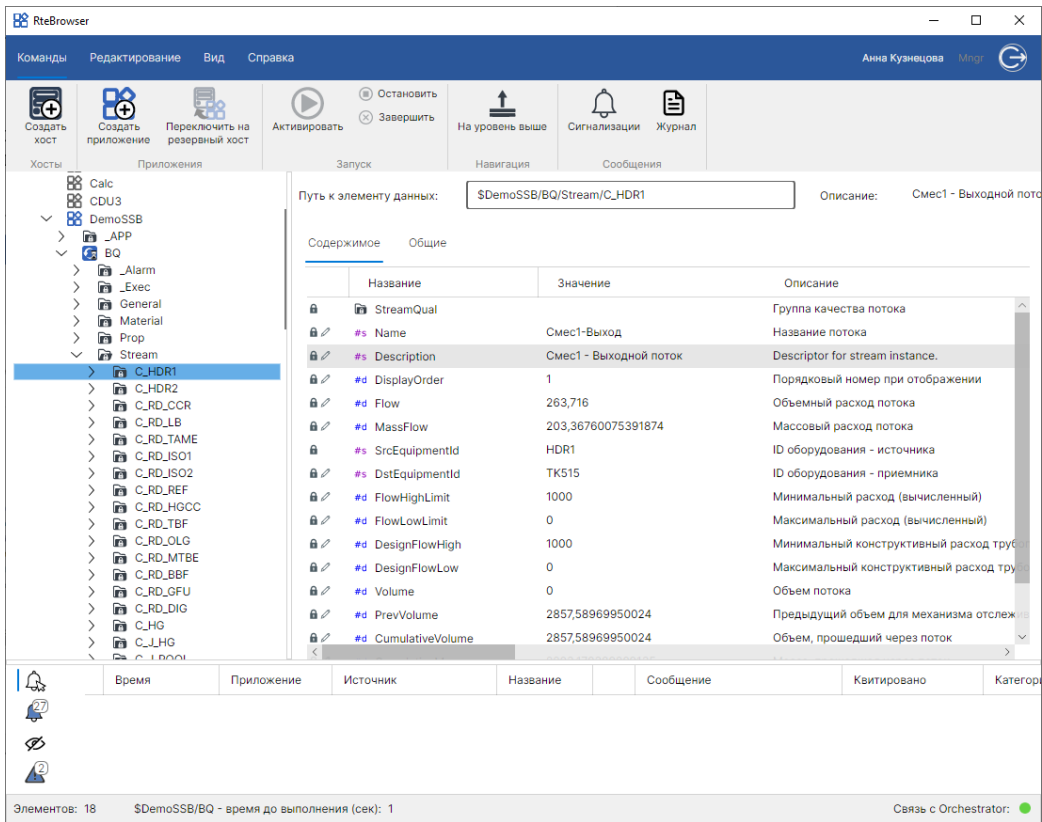 RteBrowser
Команды Редактирование Вид Справка Анна Кузнецова Mngr
Создать хост
Создать приложение
Переключить на резервный хост
Активировать
Остановить
Завершить
На уровень выше
Сигнализации
Журнал
Хосты Приложения Запуск Навигация Сообщения
Calc
CDU3
DemoSSB
_APP
BQ
_Alarm
_Exec
General
Material
Prop
Stream
C_HDR1
C_HDR2
C_RD_CCR
C_RD_LB
C_RD_TAME
C_RD_ISO1
C_RD_ISO2
C_RD_REF
C_RD_HGCC
C_RD_TBF
C_RD_OLG
C_RD_MTBE
C_RD_BBF
C_RD_GFU
C_RD_DIG
C_HG
C_J_HG
C_J_POOL
Путь к элементу данных: $DemoSSB/BQ/Stream/C_HDR1 Описание: Смес1 - Выходной пото
Содержимое Общие
Название Значение Описание
StreamQual Группа качества потока
#s Name Смес1-Выход Название потока
#s Description Смес1 - Выходной поток Descriptor for stream instance.
#d DisplayOrder 1 Порядковый номер при отображении
#d Flow 263,716 Объемный расход потока
#d MassFlow 203,36760075391874 Массовый расход потока
#s SrcEquipmentId HDR1 ID оборудования - источника
#s DstEquipmentId TK515 ID оборудования - приемника
#d FlowHighLimit 1000 Минимальный расход (вычисленный)
#d FlowLowLimit 0 Максимальный расход (вычисленный)
#d DesignFlowHigh 1000 Минимальный конструктивный расход трубо
#d DesignFlowLow 0 Максимальный конструктивный расход трубо
#d Volume 0 Объем потока
#d PrevVolume 2857,58969950024 Предыдущий объем для механизма отслежив
#d CumulativeVolume 2857,58969950024 Объем, прошедший через поток
Время Приложение Источник Название Сообщение Квитировано Категори
27
2
Элементов: 18 $DemoSSB/BQ - время до выполнения (сек): 1 Связь с Orchestrator: